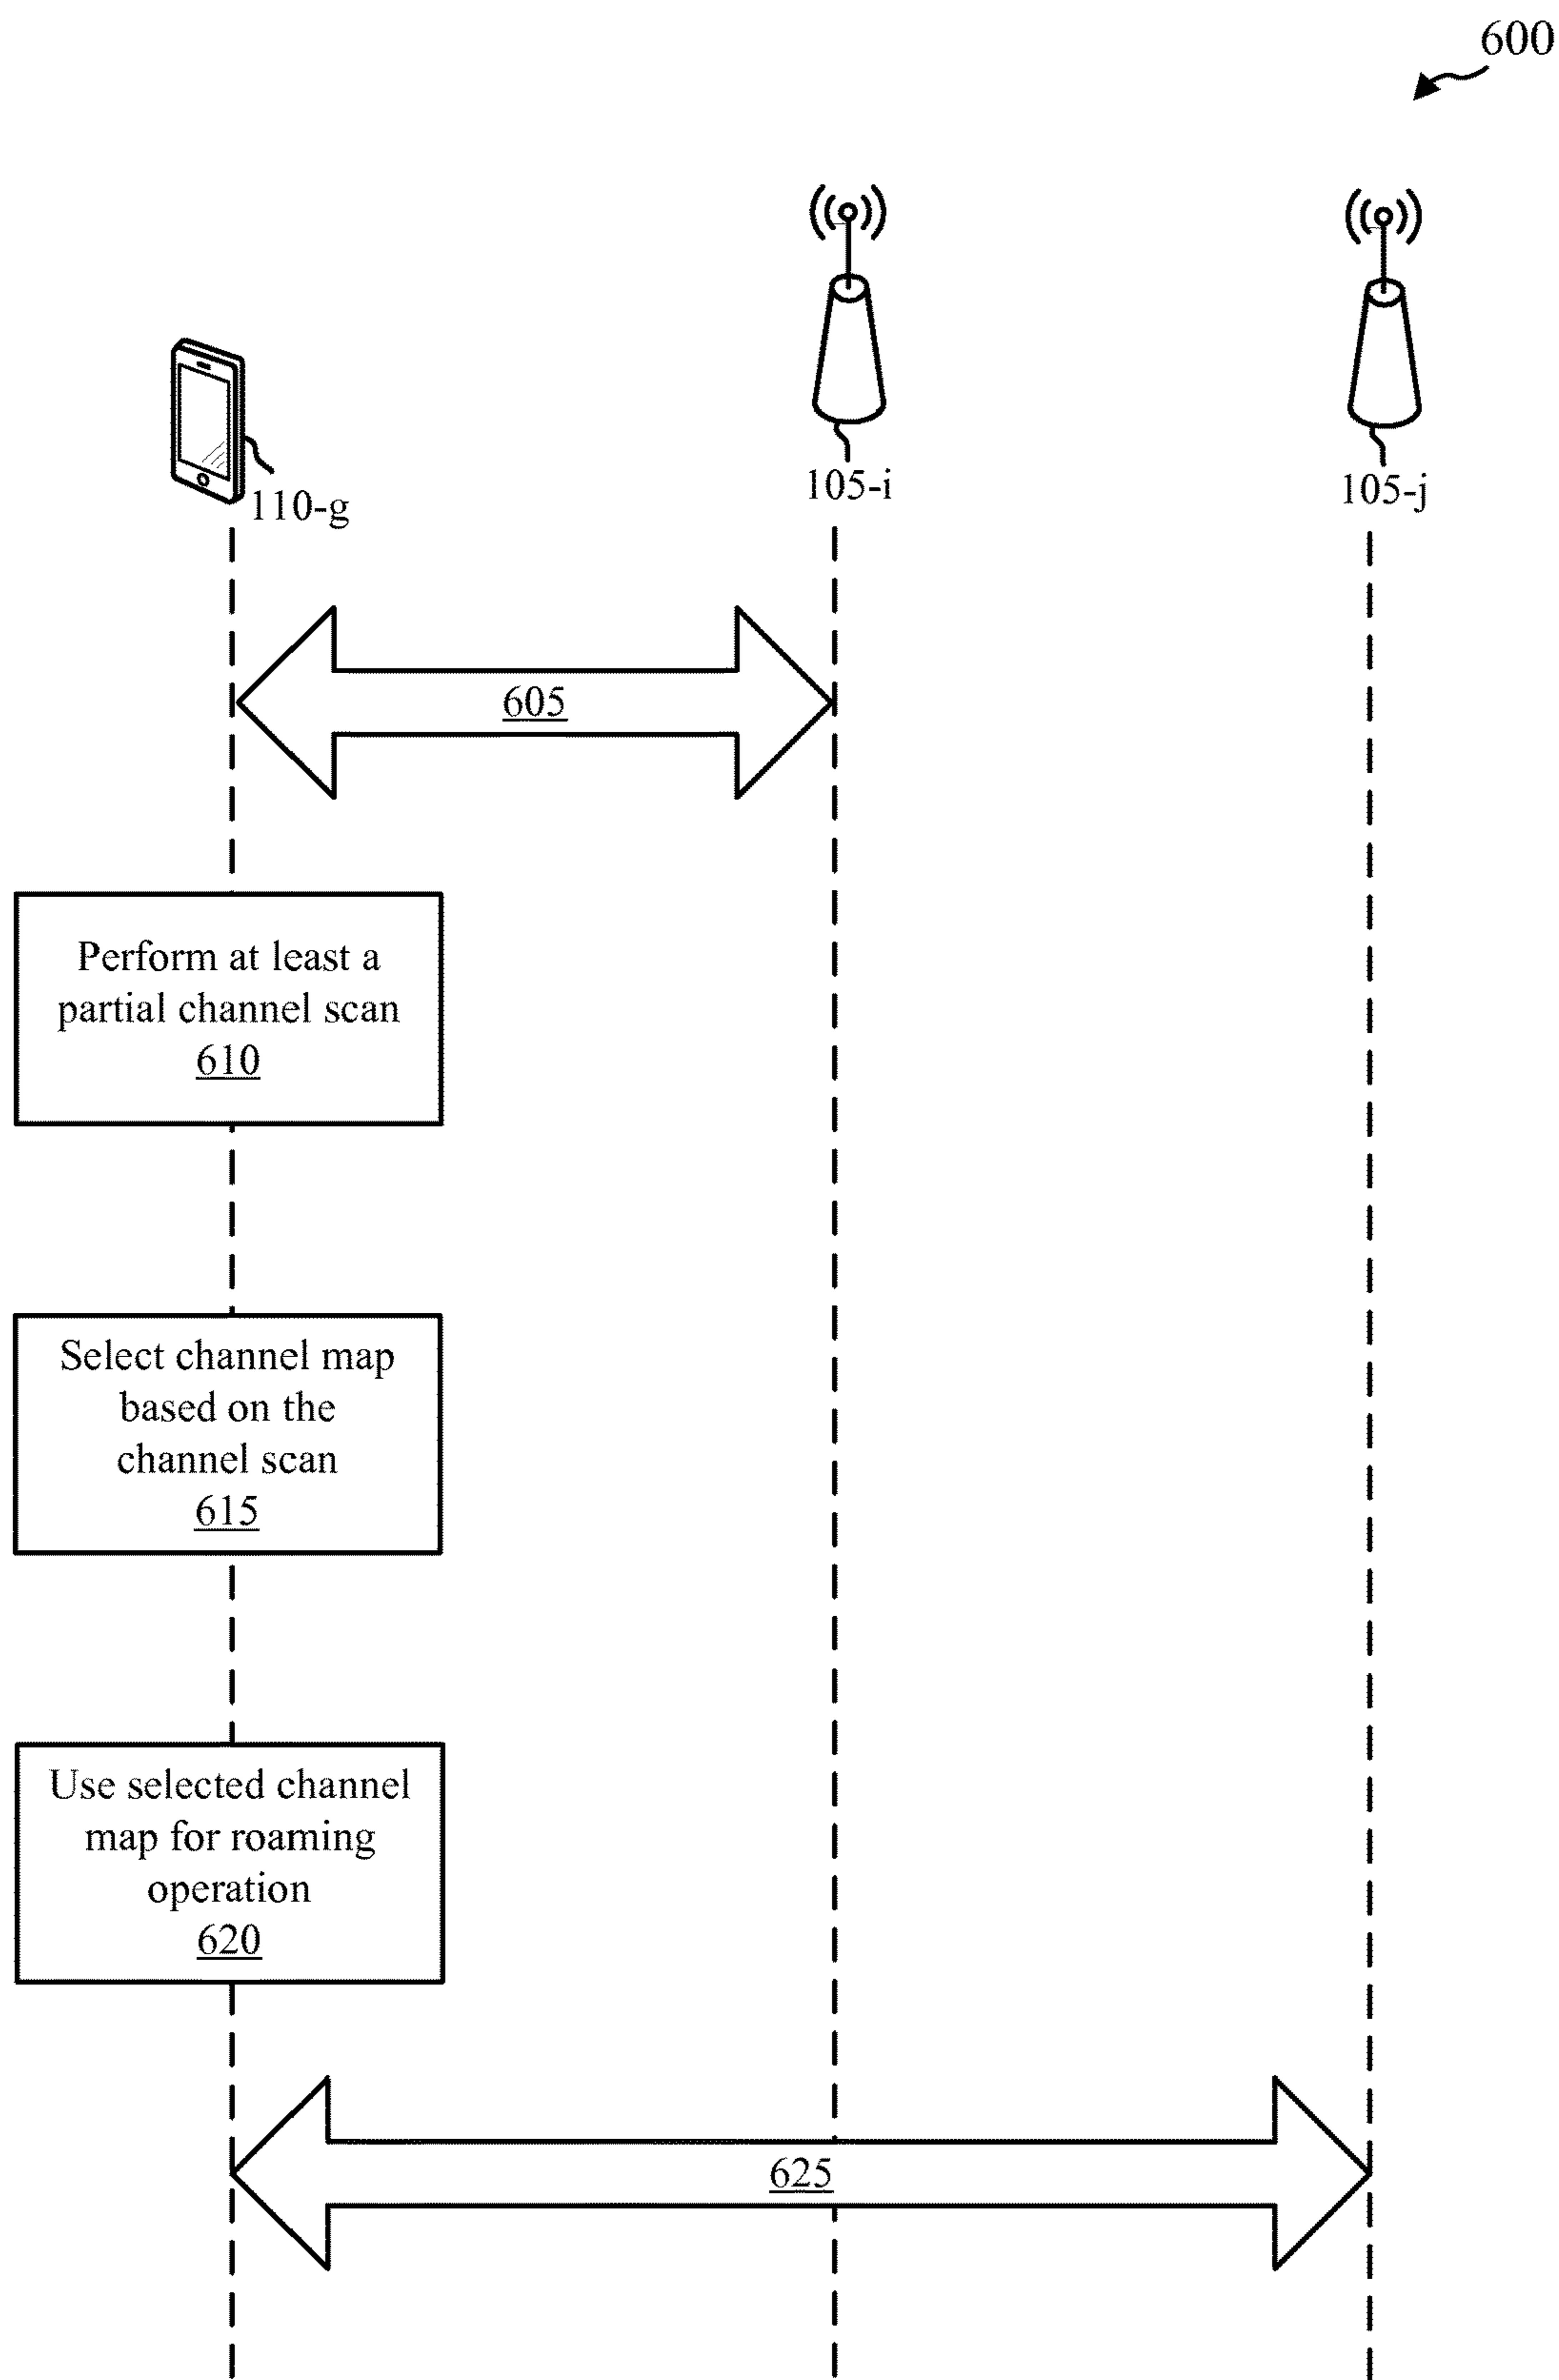 600
110-g
105-i
105-j
605
Perform at least a
partial channel scan
610
Select channel map
based on the
channel scan
615
Use selected channel
map for roaming
operation
620
625